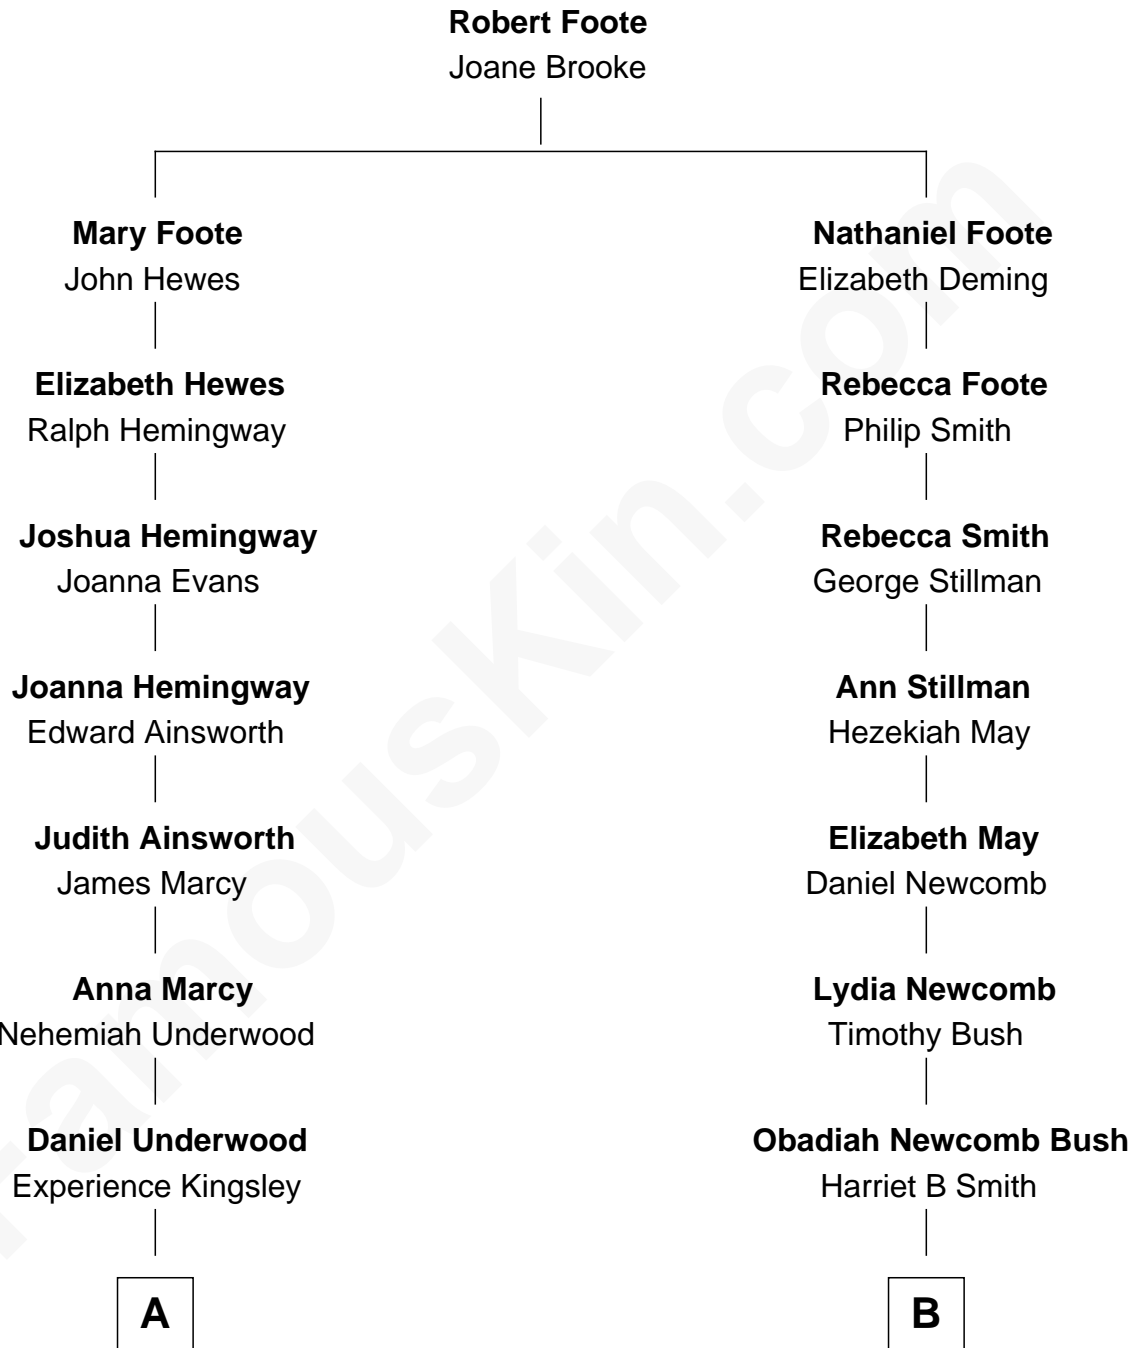 Robert Foote
Joane Brooke
Mary Foote
John Hewes
Nathaniel Foote
Elizabeth Deming
Elizabeth Hewes
Ralph Hemingway
Rebecca Foote
Philip Smith
Joshua Hemingway
Joanna Evans
Rebecca Smith
George Stillman
Joanna Hemingway
Edward Ainsworth
Ann Stillman
Hezekiah May
Judith Ainsworth
James Marcy
Elizabeth May
Daniel Newcomb
Anna Marcy
Nehemiah Underwood
Lydia Newcomb
Timothy Bush
Daniel Underwood
Experience Kingsley
Obadiah Newcomb Bush
Harriet B Smith
A
B
FamousKin.com